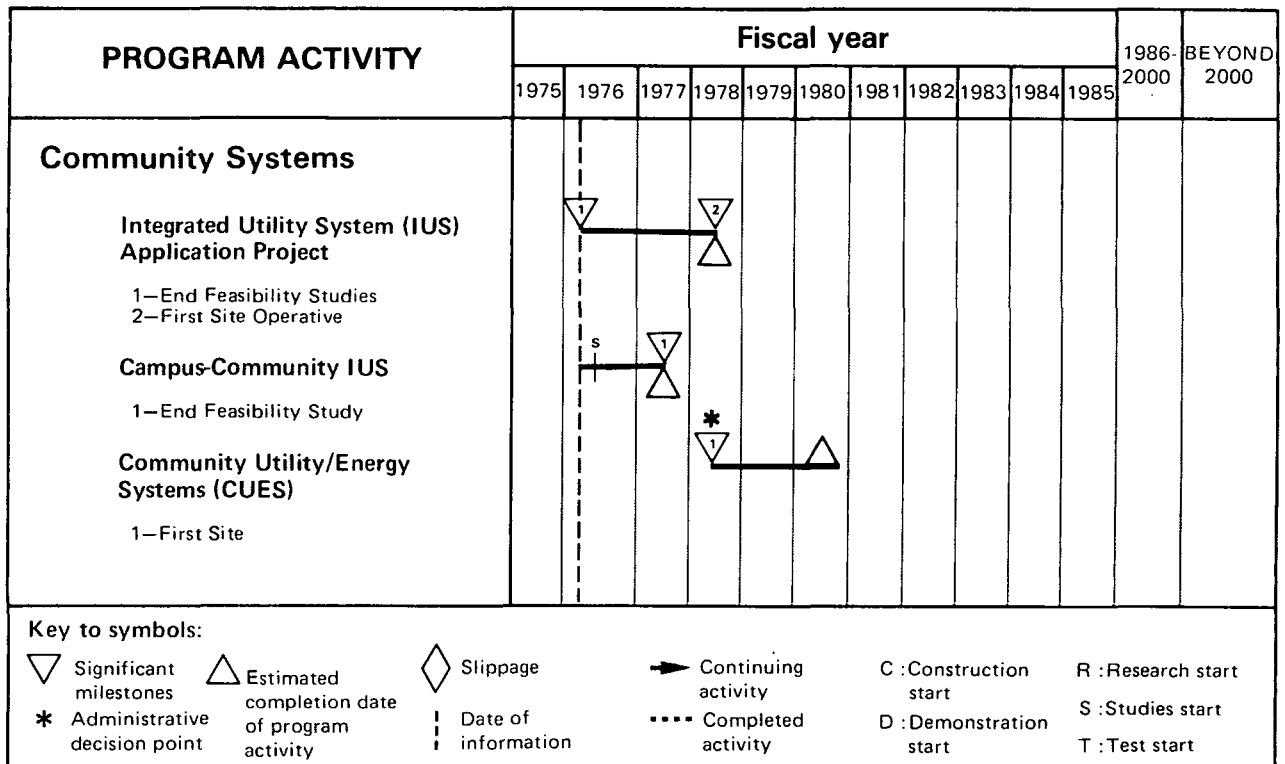 PROGRAM ACTIVITY
Fiscal year
1986-
2000
BEYOND
2000
1975 1976 1977 1978 1979 1980 1981 1982 1983 1984 1985
Community Systems
Integrated Utility System (IUS)
Application Project
1 2
1—End Feasibility Studies
2—First Site Operative
Campus-Community IUS
s 1
1—End Feasibility Study
*
Community Utility/Energy
Systems (CUES)
1
1—First Site
Key to symbols:
Significant
milestones
* Administrative
decision point
Estimated
completion date
of program
activity
Slippage
Date of
information
Continuing
activity
Completed
activity
C :Construction
start
D :Demonstration
start
R :Research start
S :Studies start
T :Test start